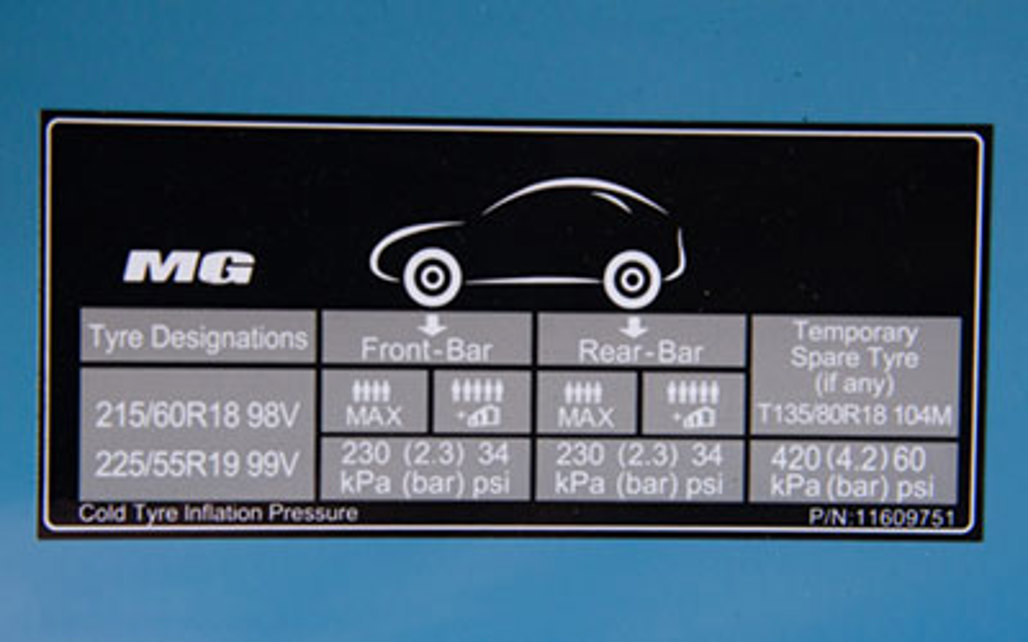 MG
Tyre Designations
Front-Bar
Rear-Bar
Temporary
Spare Tyre
(if any)
T135/80R18 104M
MAX
+
MAX
+
215/60R18 98V
225/55R19 99V
230 (2.3) 34
kPa (bar) psi
230 (2.3) 34
kPa (bar) psi
420 (4.2) 60
kPa (bar) psi
Cold Tyre Inflation Pressure
P/N:11609751